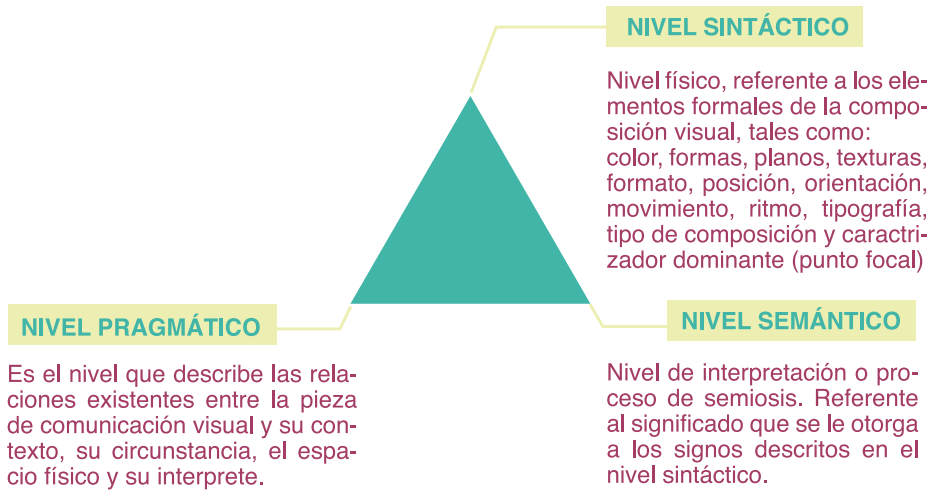 NIVEL SINTÁCTICO
Nivel físico, referente a los ele-
mentos formales de la compo-
sición visual, tales como:
color, formas, planos, texturas,
formato, posición, orientación,
movimiento, ritmo, tipografía,
tipo de composición y caractri-
zador dominante (punto focal)
NIVEL PRAGMÁTICO
Es el nivel que describe las rela-
ciones existentes entre la pieza
de comunicación visual y su con-
texto, su circunstancia, el espa-
cio físico y su interprete.
NIVEL SEMÁNTICO
Nivel de interpretación o pro-
ceso de semiosis. Referente
al significado que se le otorga
a los signos descritos en el
nivel sintáctico.